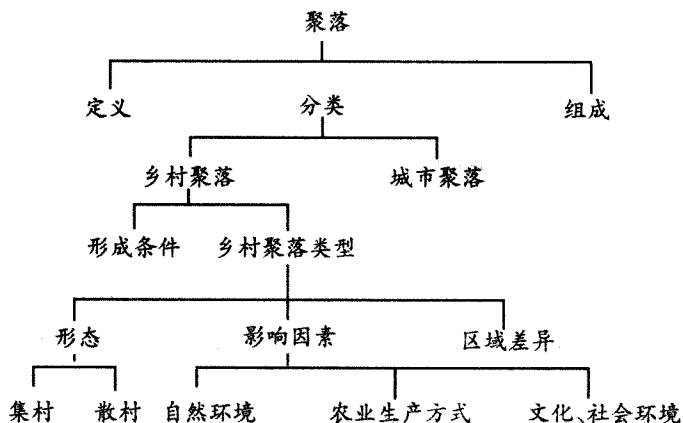 聚落
定义 分类 组成
乡村聚落 城市聚落
形成条件 乡村聚落类型
形态 影响因素 区域差异
集村 散村 自然环境 农业生产方式 文化、社会环境